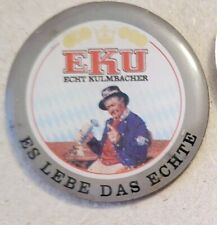 EKU
ECHT KULMBACHER
ES LEBE DAS ECHTE